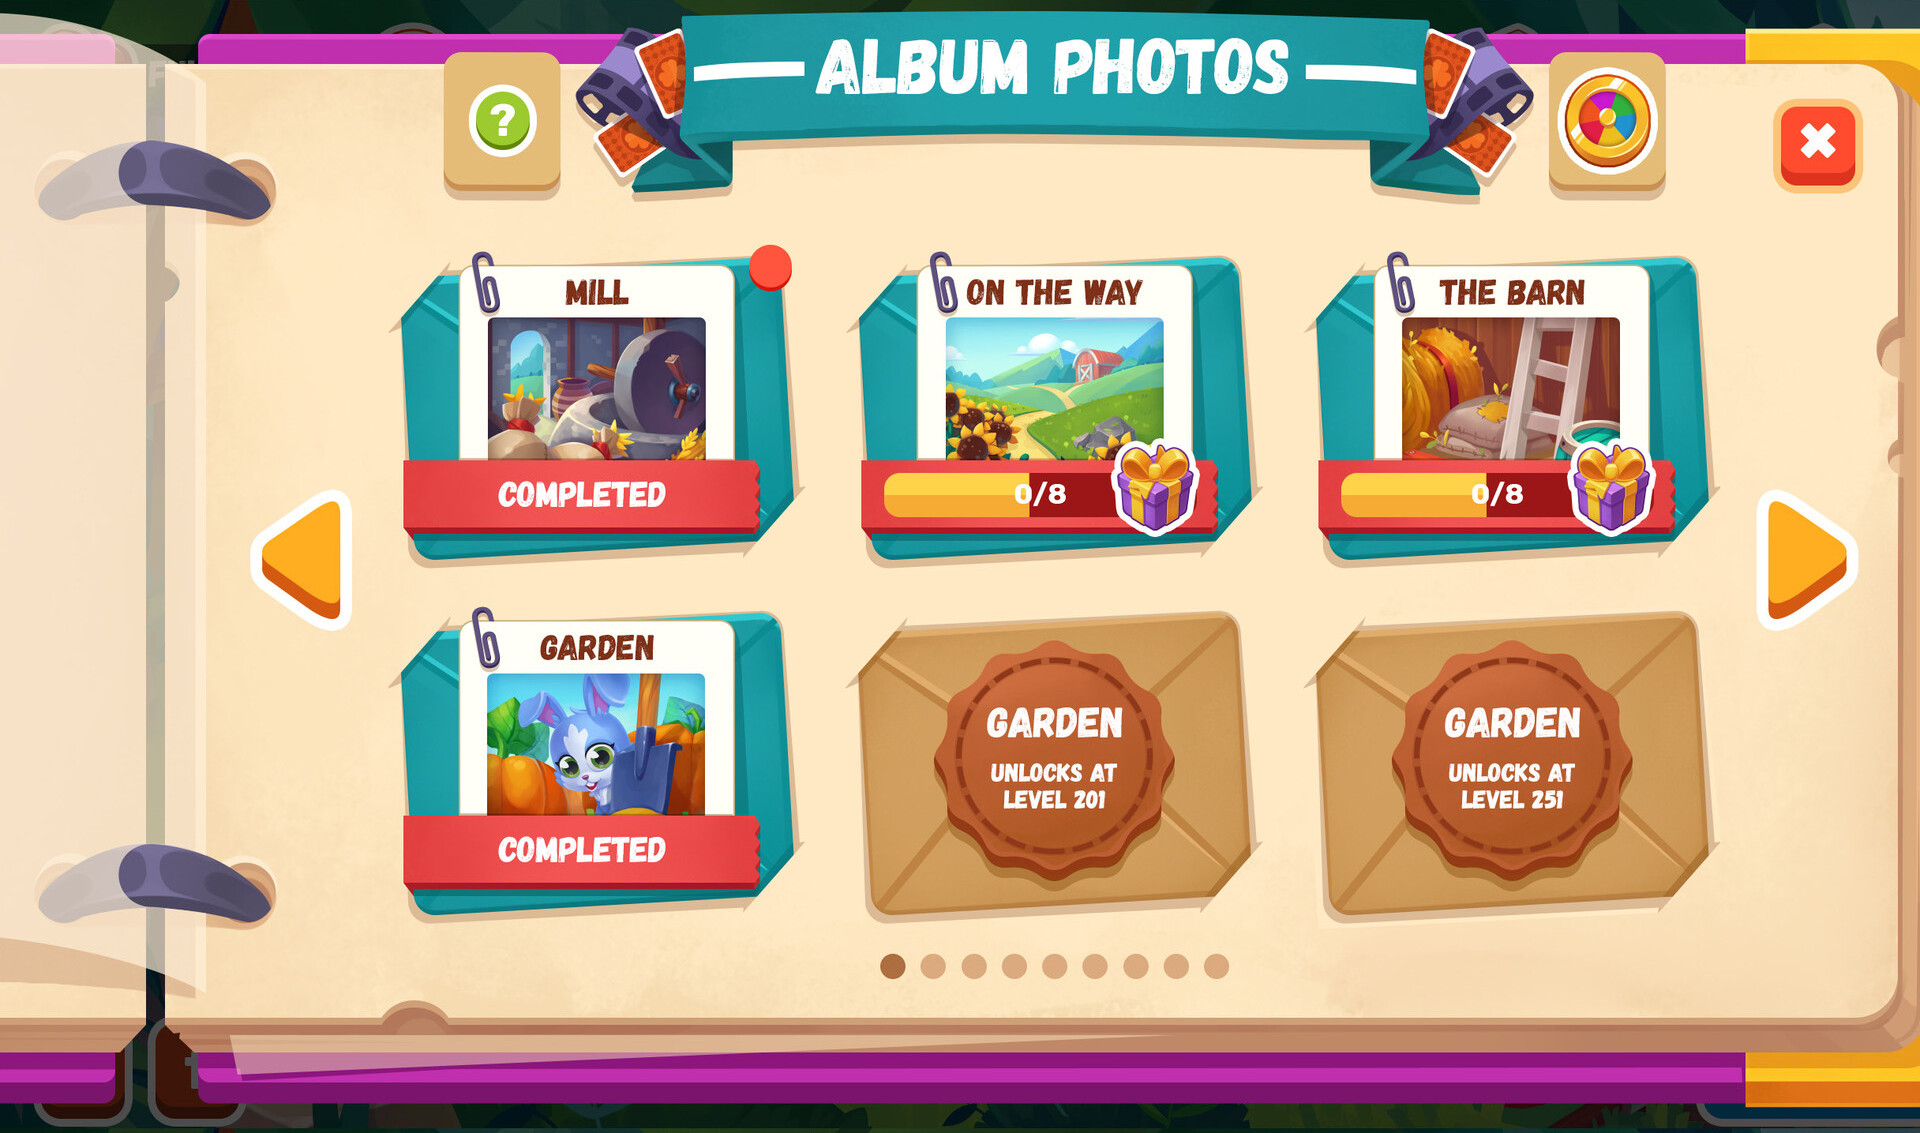 ALBUM PHOTOS
?
MILL
COMPLETED
ON THE WAY
0/8
THE BARN
0/8
GARDEN
COMPLETED
GARDEN
UNLOCKS AT
LEVEL 201
GARDEN
UNLOCKS AT
LEVEL 251